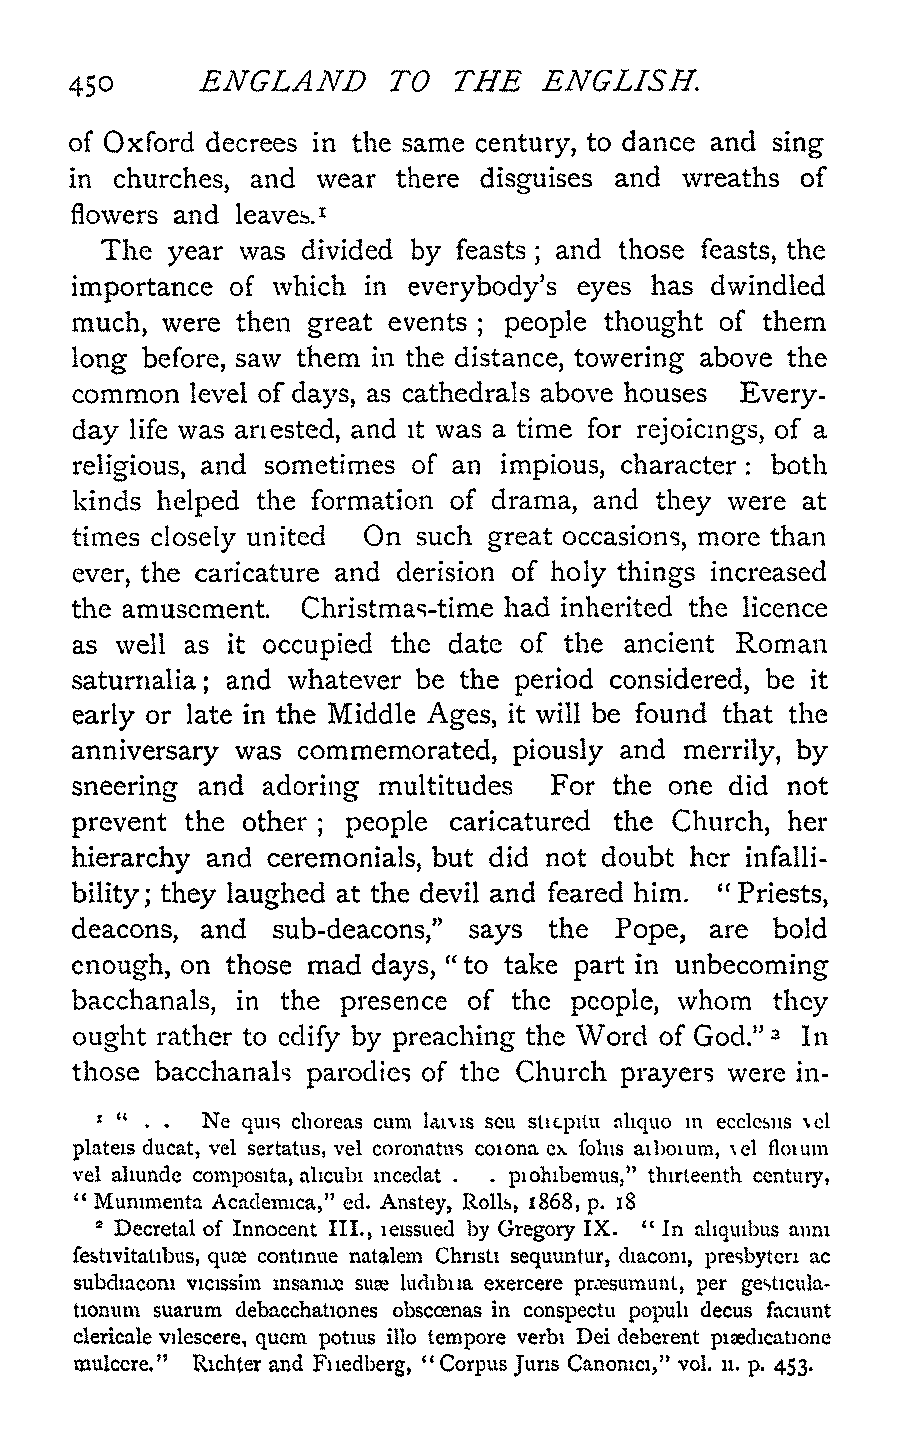 450 ENGLAND TO THE ENGLISH.
of Oxford decrees in the same century, to dance and sing
in churches, and wear there disguises and wreaths of
flowers and leaves.¹
The year was divided by feasts ; and those feasts, the
importance of which in everybody's eyes has dwindled
much, were then great events ; people thought of them
long before, saw them in the distance, towering above the
common level of days, as cathedrals above houses Every-
day life was arrested, and it was a time for rejoicings, of a
religious, and sometimes of an impious, character : both
kinds helped the formation of drama, and they were at
times closely united On such great occasions, more than
ever, the caricature and derision of holy things increased
the amusement. Christmas-time had inherited the licence
as well as it occupied the date of the ancient Roman
saturnalia ; and whatever be the period considered, be it
early or late in the Middle Ages, it will be found that the
anniversary was commemorated, piously and merrily, by
sneering and adoring multitudes For the one did not
prevent the other ; people caricatured the Church, her
hierarchy and ceremonials, but did not doubt her infalli-
bility ; they laughed at the devil and feared him. “ Priests,
deacons, and sub-deacons,” says the Pope, are bold
enough, on those mad days, “ to take part in unbecoming
bacchanals, in the presence of the people, whom they
ought rather to edify by preaching the Word of God.” ² In
those bacchanals parodies of the Church prayers were in-
¹ “ . . Ne quis choreas cum larvis seu strepitu aliquo in ecclesiis vel
plateis ducat, vel sertatus, vel coronatus corona ex foliis arborum, vel florum
vel aliunde composita, alicubi incedat . . prohibemus,” thirteenth century,
“ Munimenta Academica,” ed. Anstey, Rolls, 1868, p. 18
² Decretal of Innocent III., reissued by Gregory IX. “ In aliquibus anni
festivitatibus, quæ continue natalem Christi sequuntur, diaconi, presbyteri ac
subdiaconi vicissim insaniæ suæ ludibria exercere præsumunt, per gesticula-
tionum suarum debacchationes obscœnas in conspectu populi decus faciunt
clericale vilescere, quem potius illo tempore verbi Dei deberent prædicatione
mulcere.” Richter and Friedberg, “ Corpus Juris Canonici,” vol. ii. p. 453.